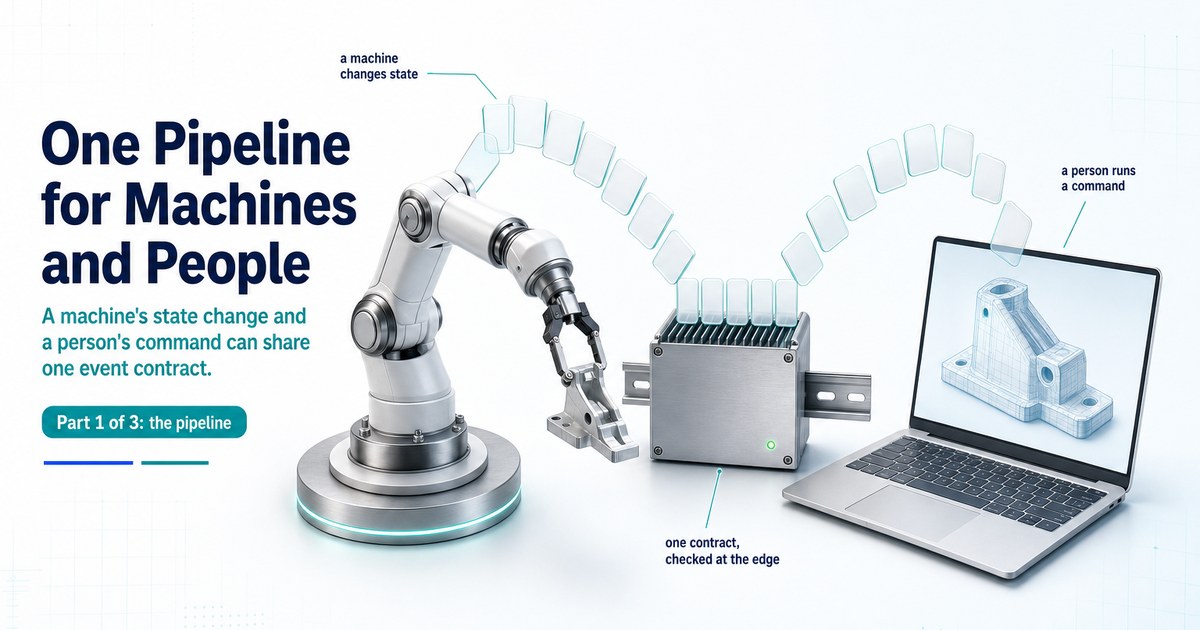 a machine
changes state
One Pipeline
for Machines
and People
A machine's state change and
a person's command can share
one event contract.
Part 1 of 3: the pipeline
a person runs
a command
one contract,
checked at the edge